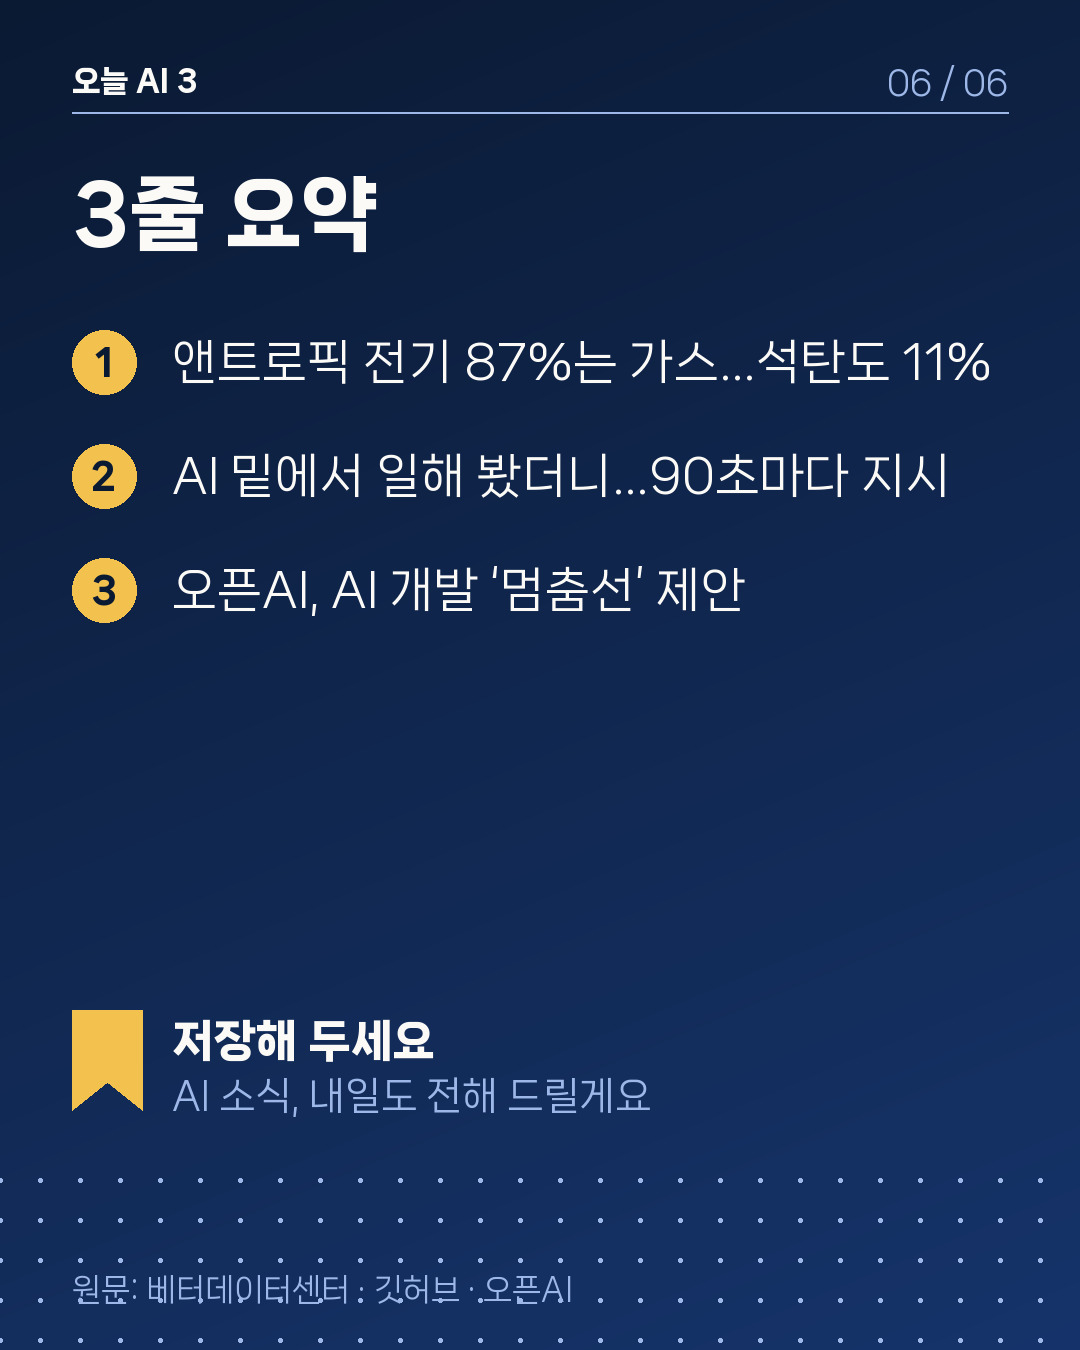 오늘 AI 3
06 / 06
3줄 요약
1 앤트로픽 전기 87%는 가스…석탄도 11%
2 AI 밑에서 일해 봤더니…90초마다 지시
3 오픈AI, AI 개발 ‘멈춤선’ 제안
저장해 두세요
AI 소식, 내일도 전해 드릴게요
원문: 베터데이터센터 · 깃허브 · 오픈AI